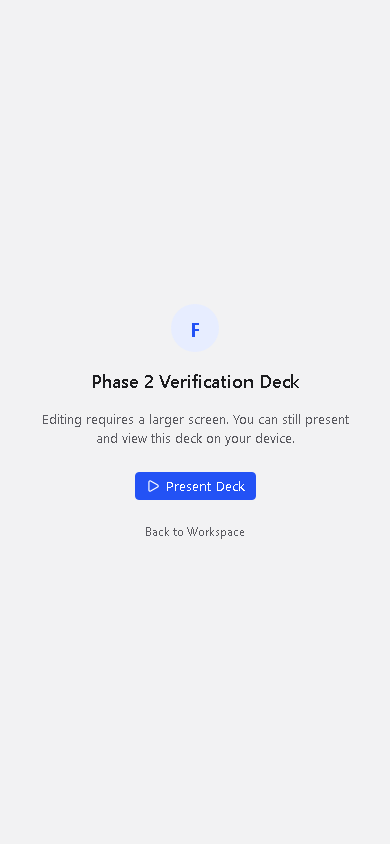 F
Phase 2 Verification Deck
Editing requires a larger screen. You can still present
and view this deck on your device.
Present Deck
Back to Workspace